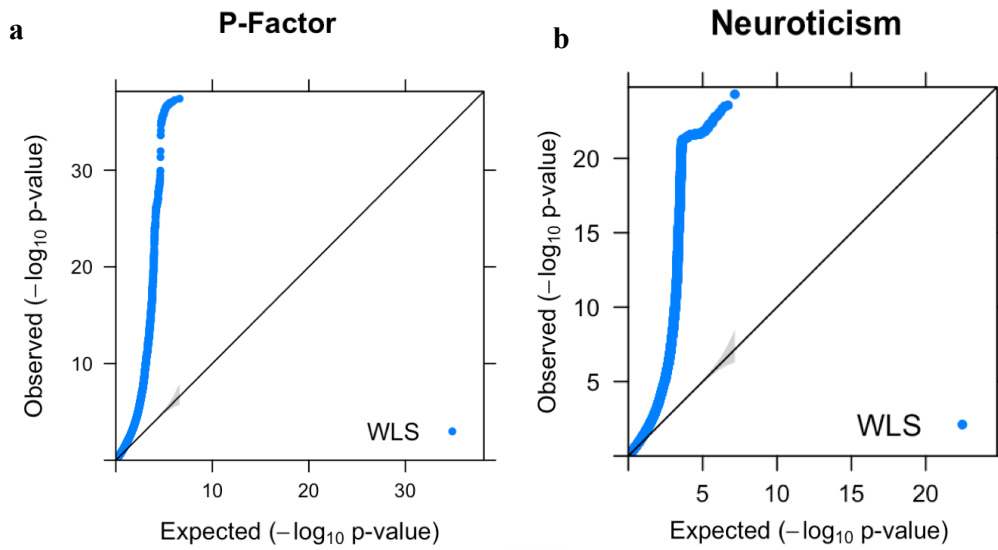 a
P-Factor
Observed (−log10 p-value)
30
20
10
WLS
10
20
30
Expected (−log10 p-value)
b
Neuroticism
Observed (−log10 p-value)
20
15
10
5
WLS
5
10
15
20
Expected (−log10 p-value)